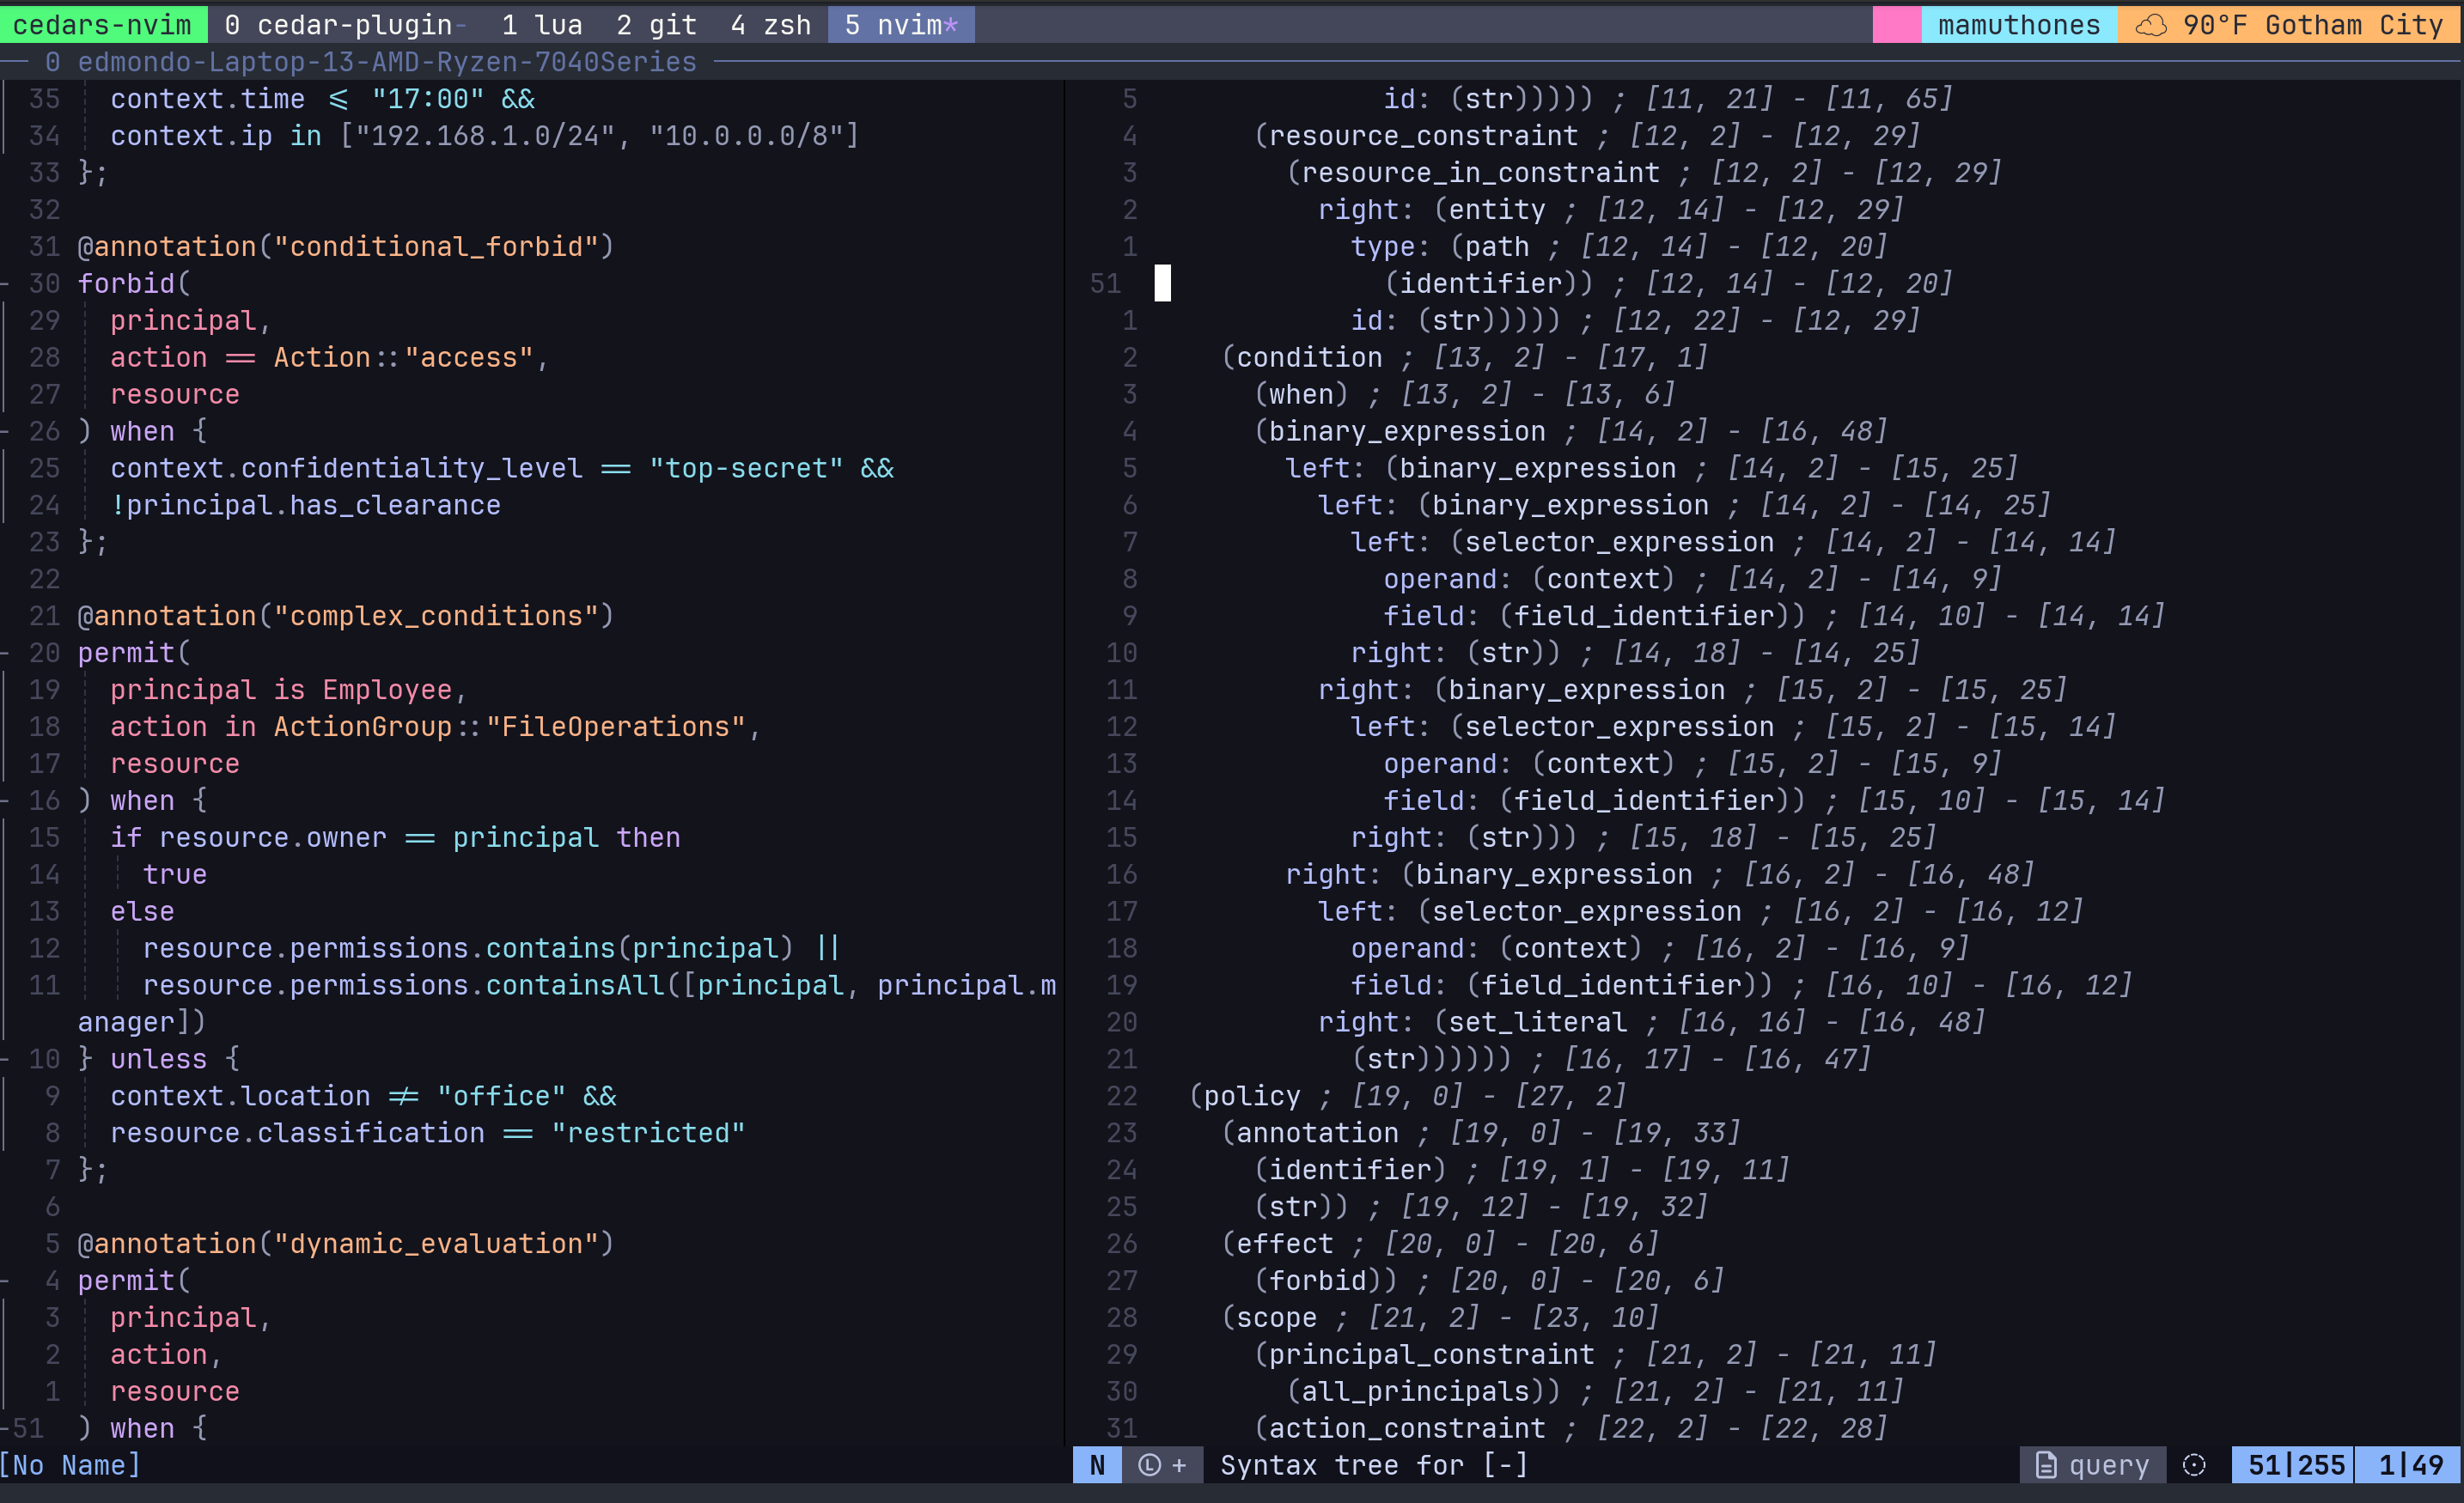 cedars-nvim 0 cedar-plugin- 1 lua 2 git 4 zsh 5 nvim* mamuthones 90°F Gotham City
0 edmondo-Laptop-13-AMD-Ryzen-7040Series
35 context.time <= "17:00" &&
34 context.ip in ["192.168.1.0/24", "10.0.0.0/8"]
33 };
32
31 @annotation("conditional_forbid")
30 forbid(
29 principal,
28 action == Action::"access",
27 resource
26 ) when {
25 context.confidentiality_level == "top-secret" &&
24 !principal.has_clearance
23 };
22
21 @annotation("complex_conditions")
20 permit(
19 principal is Employee,
18 action in ActionGroup::"FileOperations",
17 resource
16 ) when {
15 if resource.owner == principal then
14 true
13 else
12 resource.permissions.contains(principal) ||
11 resource.permissions.containsAll([principal, principal.m
anager])
10 } unless {
9 context.location != "office" &&
8 resource.classification == "restricted"
7 };
6
5 @annotation("dynamic_evaluation")
4 permit(
3 principal,
2 action,
1 resource
51 ) when {
[No Name]
5 id: (str))))) ; [11, 21] - [11, 65]
4 (resource_constraint ; [12, 2] - [12, 29]
3 (resource_in_constraint ; [12, 2] - [12, 29]
2 right: (entity ; [12, 14] - [12, 29]
1 type: (path ; [12, 14] - [12, 20]
51 (identifier)) ; [12, 14] - [12, 20]
1 id: (str))))) ; [12, 22] - [12, 29]
2 (condition ; [13, 2] - [17, 1]
3 (when) ; [13, 2] - [13, 6]
4 (binary_expression ; [14, 2] - [16, 48]
5 left: (binary_expression ; [14, 2] - [15, 25]
6 left: (binary_expression ; [14, 2] - [14, 25]
7 left: (selector_expression ; [14, 2] - [14, 14]
8 operand: (context) ; [14, 2] - [14, 9]
9 field: (field_identifier)) ; [14, 10] - [14, 14]
10 right: (str)) ; [14, 18] - [14, 25]
11 right: (binary_expression ; [15, 2] - [15, 25]
12 left: (selector_expression ; [15, 2] - [15, 14]
13 operand: (context) ; [15, 2] - [15, 9]
14 field: (field_identifier)) ; [15, 10] - [15, 14]
15 right: (str))) ; [15, 18] - [15, 25]
16 right: (binary_expression ; [16, 2] - [16, 48]
17 left: (selector_expression ; [16, 2] - [16, 12]
18 operand: (context) ; [16, 2] - [16, 9]
19 field: (field_identifier)) ; [16, 10] - [16, 12]
20 right: (set_literal ; [16, 16] - [16, 48]
21 (str)))))) ; [16, 17] - [16, 47]
22 (policy ; [19, 0] - [27, 2]
23 (annotation ; [19, 0] - [19, 33]
24 (identifier) ; [19, 1] - [19, 11]
25 (str)) ; [19, 12] - [19, 32]
26 (effect ; [20, 0] - [20, 6]
27 (forbid)) ; [20, 0] - [20, 6]
28 (scope ; [21, 2] - [23, 10]
29 (principal_constraint ; [21, 2] - [21, 11]
30 (all_principals)) ; [21, 2] - [21, 11]
31 (action_constraint ; [22, 2] - [22, 28]
N Ⓛ + Syntax tree for [-] query 51|255 1|49